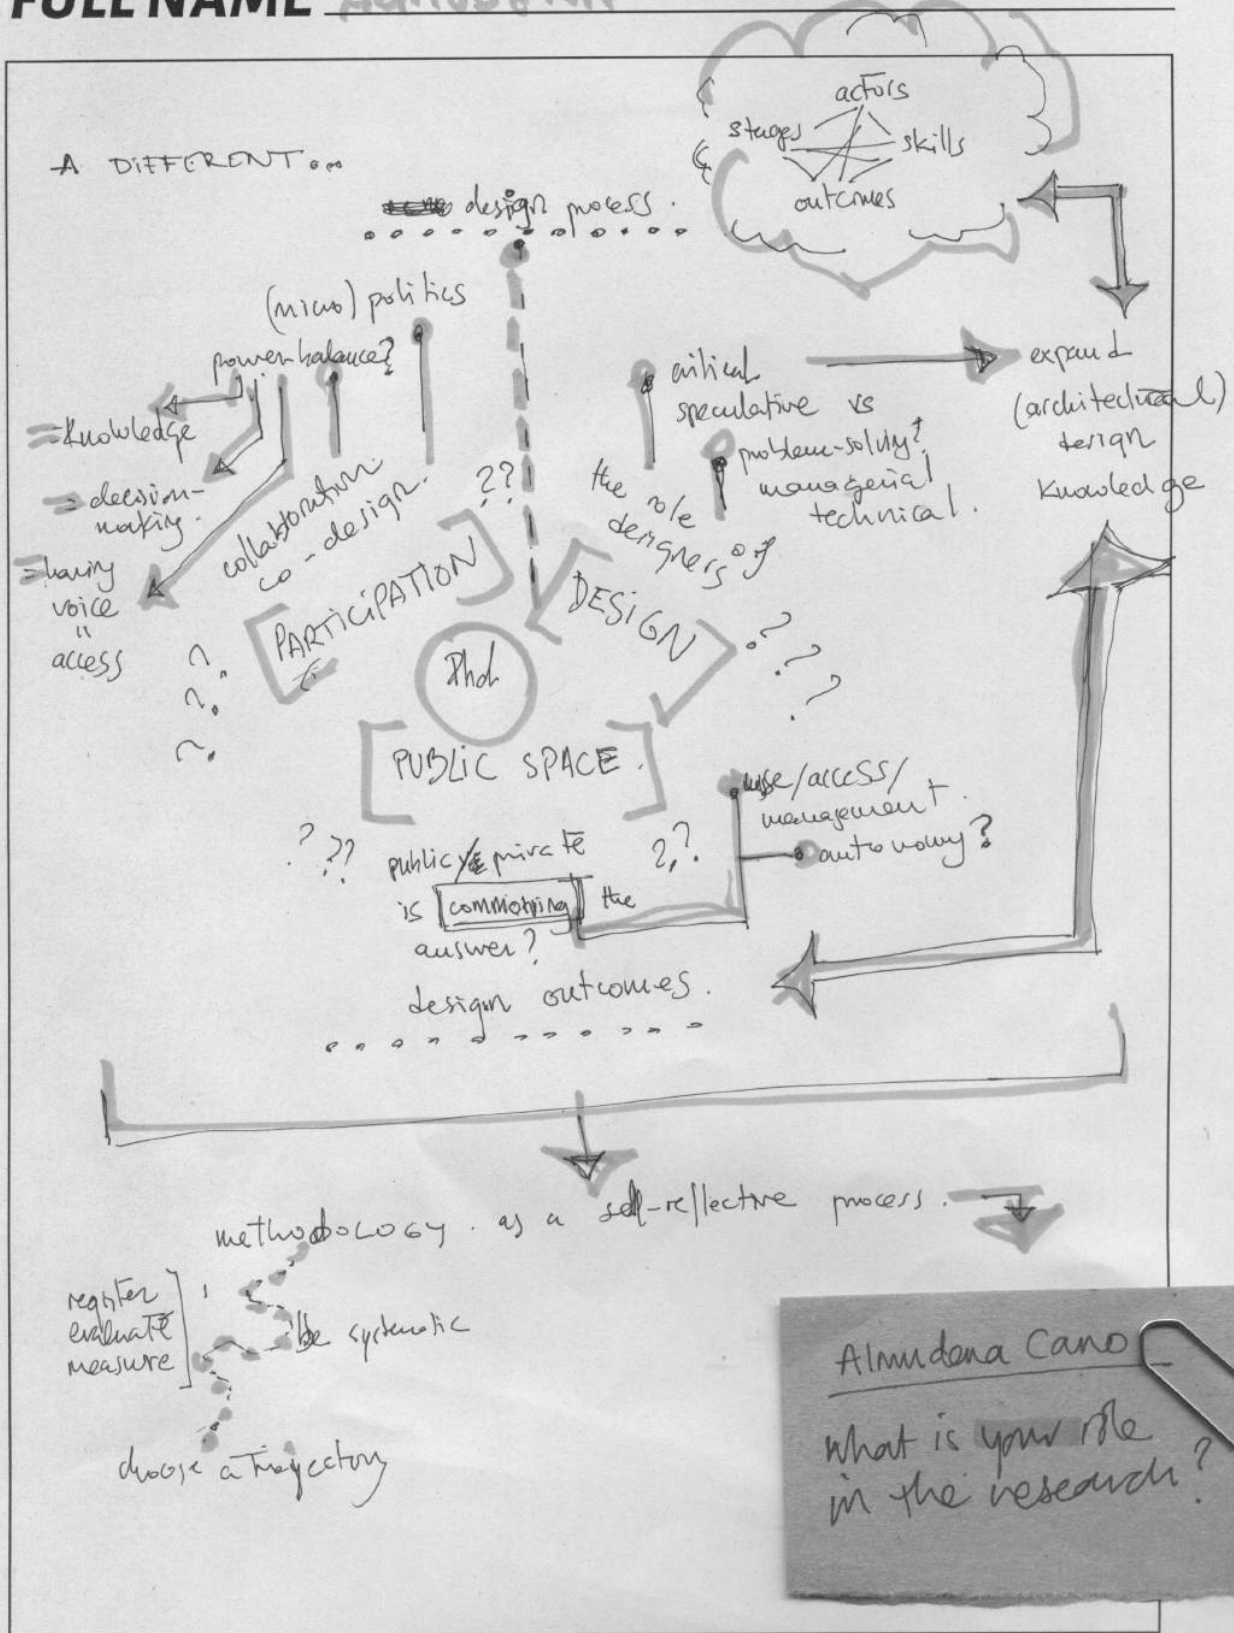 FULL NAME
A DIFFERENT...
design process.
actors
stages
skills
outcomes
(micro) politics
power balance?
= knowledge
= decision-
making.
= having
voice
"
access
collaboration.
co-design.
??
[PARTICIPATION]
? ? ?
the role
of
designers
critical
speculative vs
problem-solving?
managerial
technical.
expand
(architectural)
design
knowledge
[DESIGN]
? ? ?
Phd
[PUBLIC SPACE.]
? ??
public private
is commoning the
answer?
?,?
use/access/
management.
autonomy?
design outcomes.
methodoLOGY. as a self-reflective process.
register
evaluate
measure
be systematic
choose a trajectory
Almudena Cano
what is your role
in the research?